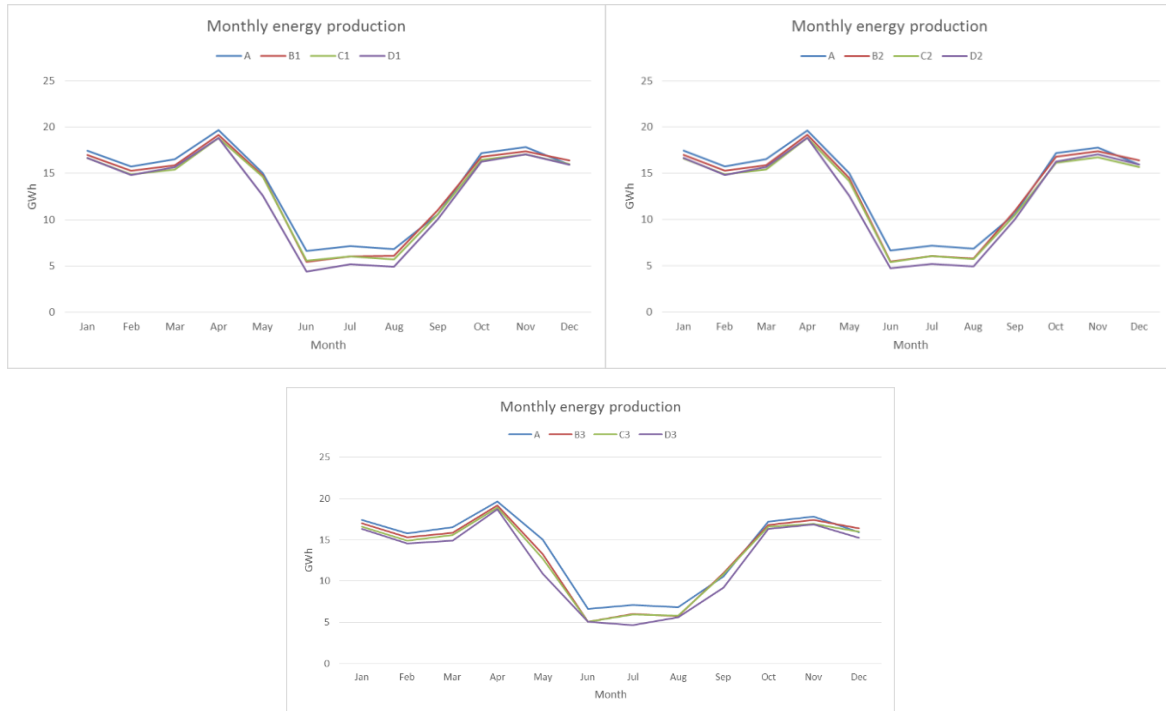 Monthly energy production
A B1 C1 D1
25
20
15
10
5
0
GWh
Jan Feb Mar Apr May Jun Jul Aug Sep Oct Nov Dec
Month
Monthly energy production
A B2 C2 D2
25
20
15
10
5
0
GWh
Jan Feb Mar Apr May Jun Jul Aug Sep Oct Nov Dec
Month
Monthly energy production
A B3 C3 D3
25
20
15
10
5
0
GWh
Jan Feb Mar Apr May Jun Jul Aug Sep Oct Nov Dec
Month